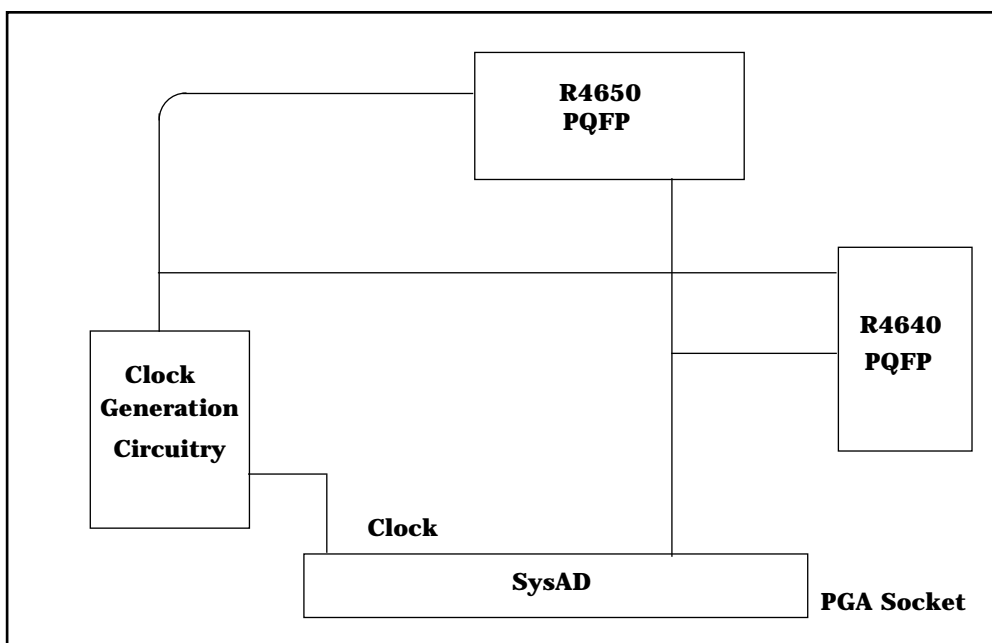 R4650
PQFP
R4640
PQFP
Clock
Generation
Circuitry
Clock
SysAD
PGA Socket